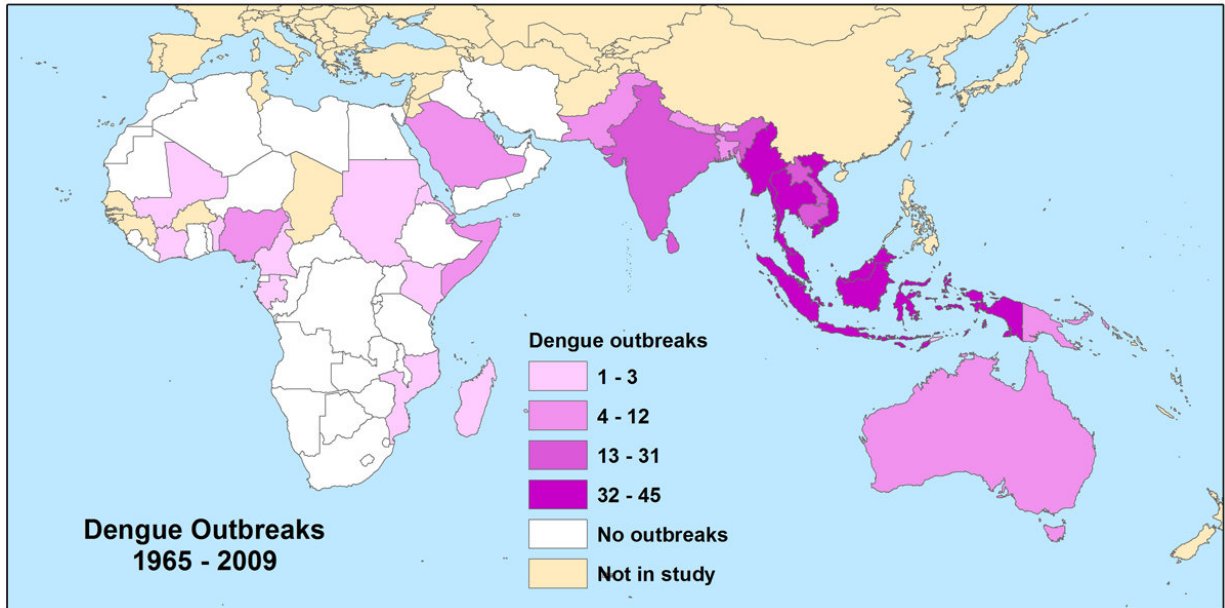 Dengue outbreaks
1 - 3
4 - 12
13 - 31
32 - 45
No outbreaks
Not in study
Dengue Outbreaks
1965 - 2009